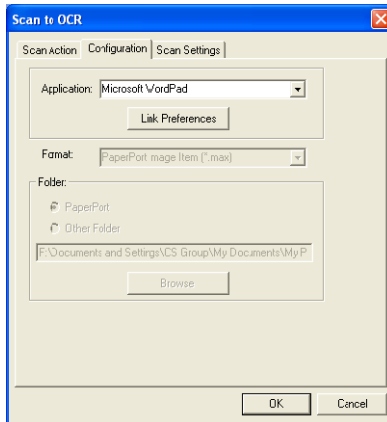 Scan to OCR
Scan Action Configuration Scan Settings
Application: Microsoft WordPad
Link Preferences
Format: PaperPort mage Item (*.max)
Folder:
PaperPort
Other Folder
F:\Documents and Settings\CS Group\My Documents\My P
Browse
OK Cancel